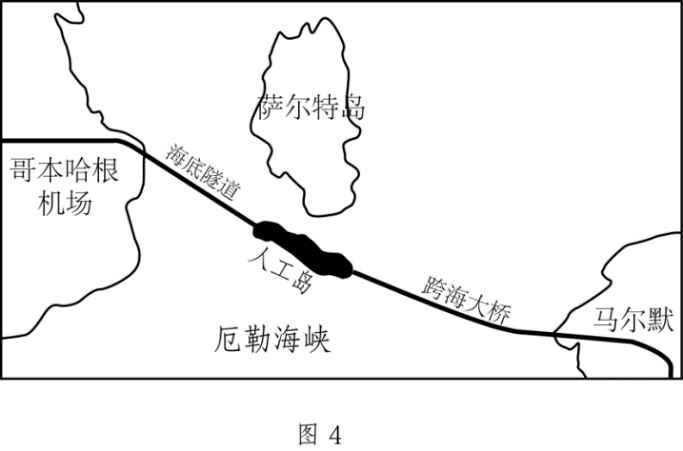 萨尔特岛
海底隧道
哥本哈根
机场
人工岛
跨海大桥
马尔默
厄勒海峡
图 4